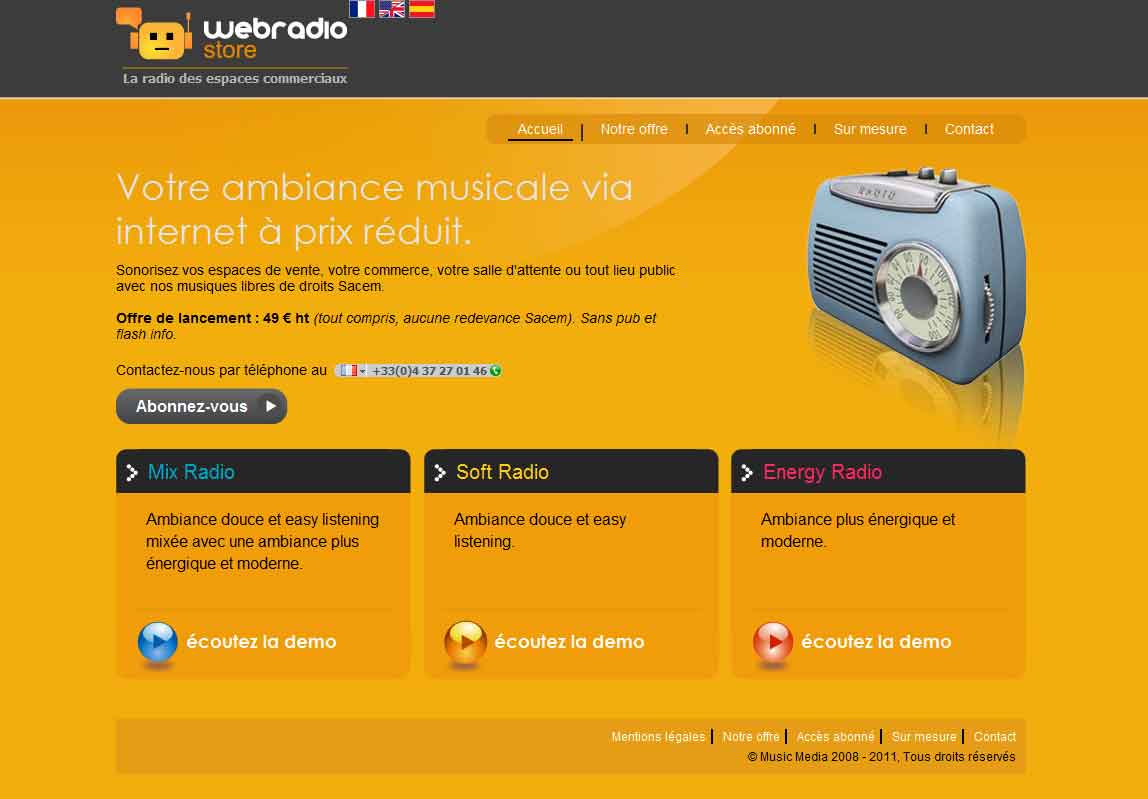 webradio
store
La radio des espaces commerciaux
Accueil Notre offre Accès abonné Sur mesure Contact
Votre ambiance musicale via
internet à prix réduit.
RADIO
Sonorisez vos espaces de vente, votre commerce, votre salle d'attente ou tout lieu public
avec nos musiques libres de droits Sacem.
Offre de lancement : 49 € ht (tout compris, aucune redevance Sacem). Sans pub et
flash info.
Contactez-nous par téléphone au +33(0)4 37 27 01 46
Abonnez-vous
Mix Radio
Ambiance douce et easy listening
mixée avec une ambiance plus
énergique et moderne.
écoutez la demo
Soft Radio
Ambiance douce et easy
listening.
écoutez la demo
Energy Radio
Ambiance plus énergique et
moderne.
écoutez la demo
Mentions légales Notre offre Accès abonné Sur mesure Contact
© Music Media 2008 - 2011, Tous droits réservés